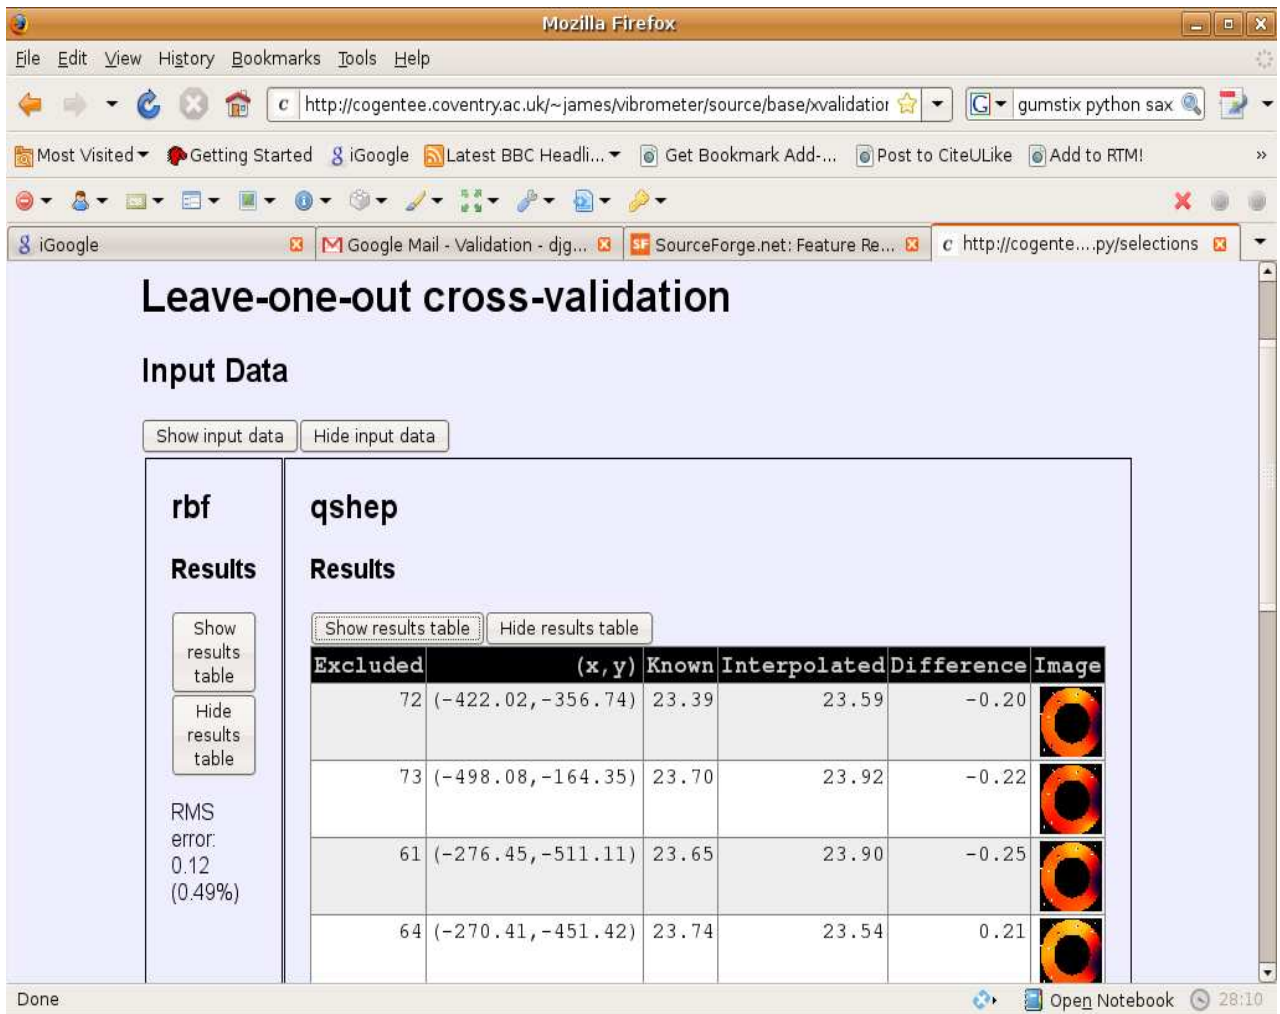 Mozilla Firefox
File Edit View History Bookmarks Tools Help
c http://cogentee.coventry.ac.uk/~james/vibrometer/source/base/xvalidation G gumstix python sax
Most Visited Getting Started iGoogle Latest BBC Headli... Get Bookmark Add-... Post to CiteULike Add to RTM! »
iGoogle Google Mail - Validation - djg... SF SourceForge.net: Feature Re... c http://cogente....py/selections
Leave-one-out cross-validation
Input Data
Show input data Hide input data
rbf
Results
Show
results
table
Hide
results
table
RMS
error:
0.12
(0.49%)
qshep
Results
Show results table Hide results table
Excluded (x,y) Known Interpolated Difference Image
72 (-422.02,-356.74) 23.39 23.59 -0.20
73 (-498.08,-164.35) 23.70 23.92 -0.22
61 (-276.45,-511.11) 23.65 23.90 -0.25
64 (-270.41,-451.42) 23.74 23.54 0.21
Done Open Notebook 28:10